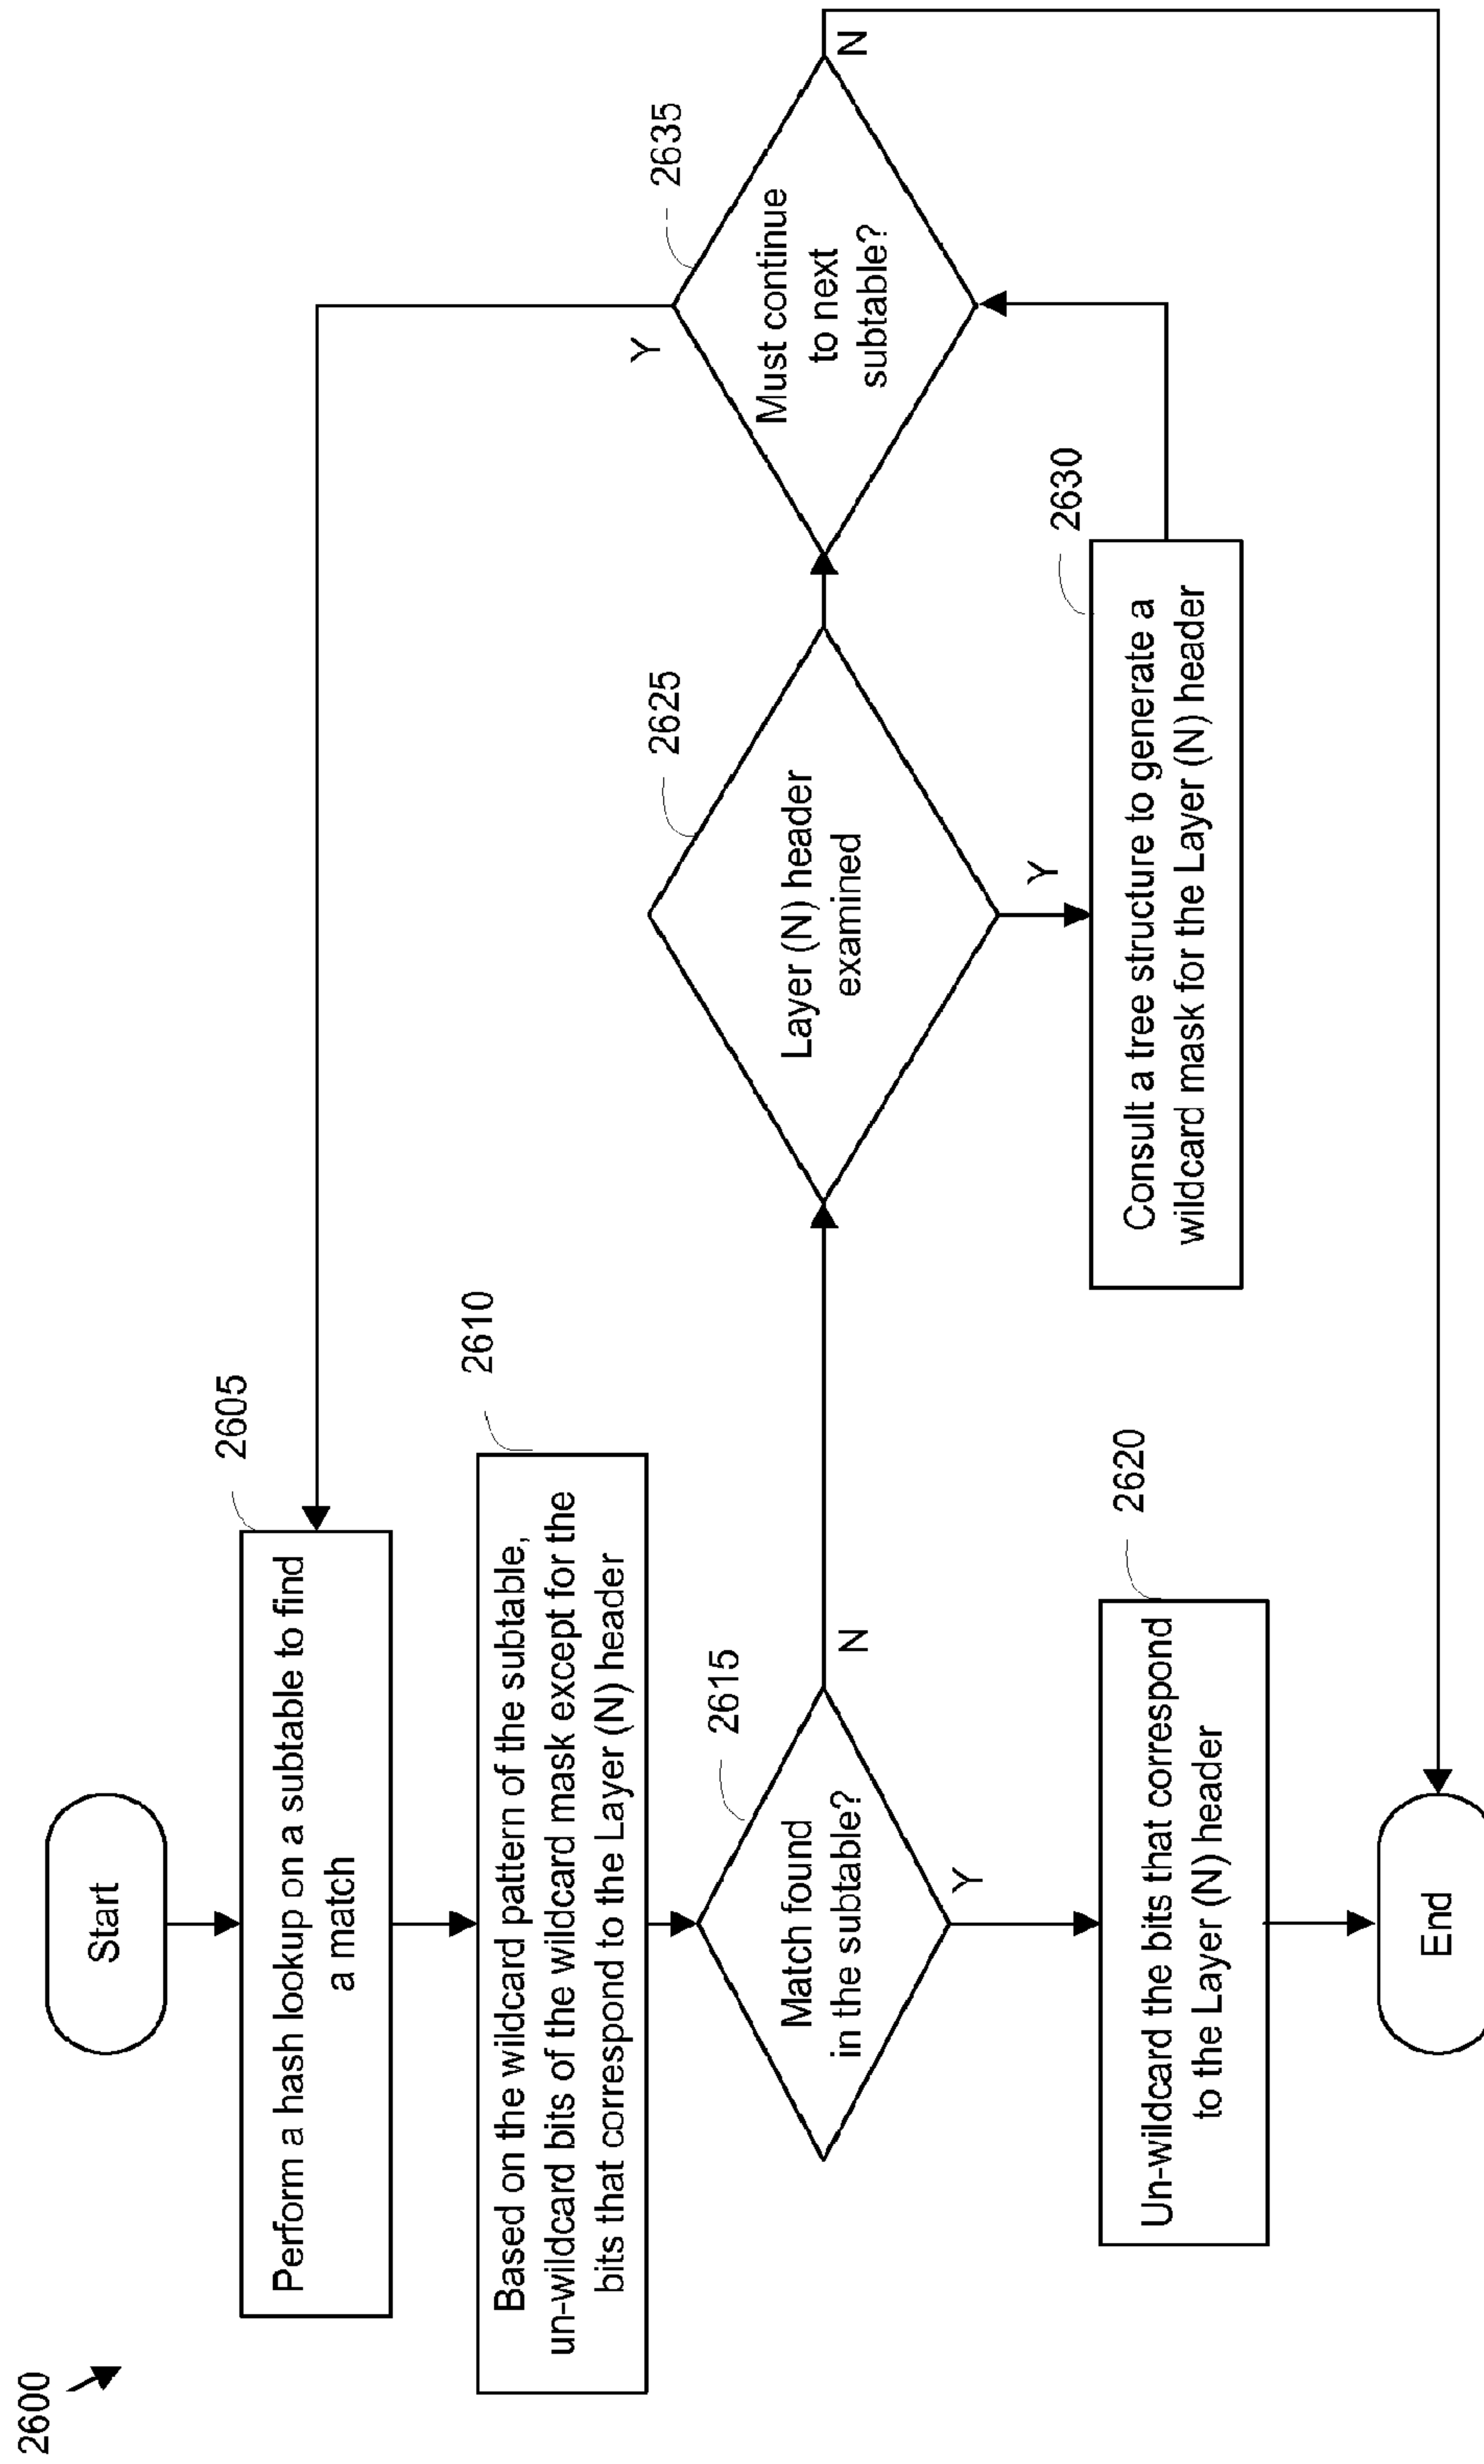 2600
Start
2605
Perform a hash lookup on a subtable to find
a match
2610
Based on the wildcard pattern of the subtable,
un-wildcard bits of the wildcard mask except for the
bits that correspond to the Layer (N) header
2615
Match found
in the subtable?
N
Y
2620
Un-wildcard the bits that correspond
to the Layer (N) header
End
2625
Layer (N) header
examined
Y
2630
Consult a tree structure to generate a
wildcard mask for the Layer (N) header
2635
Must continue
to next
subtable?
Y
N